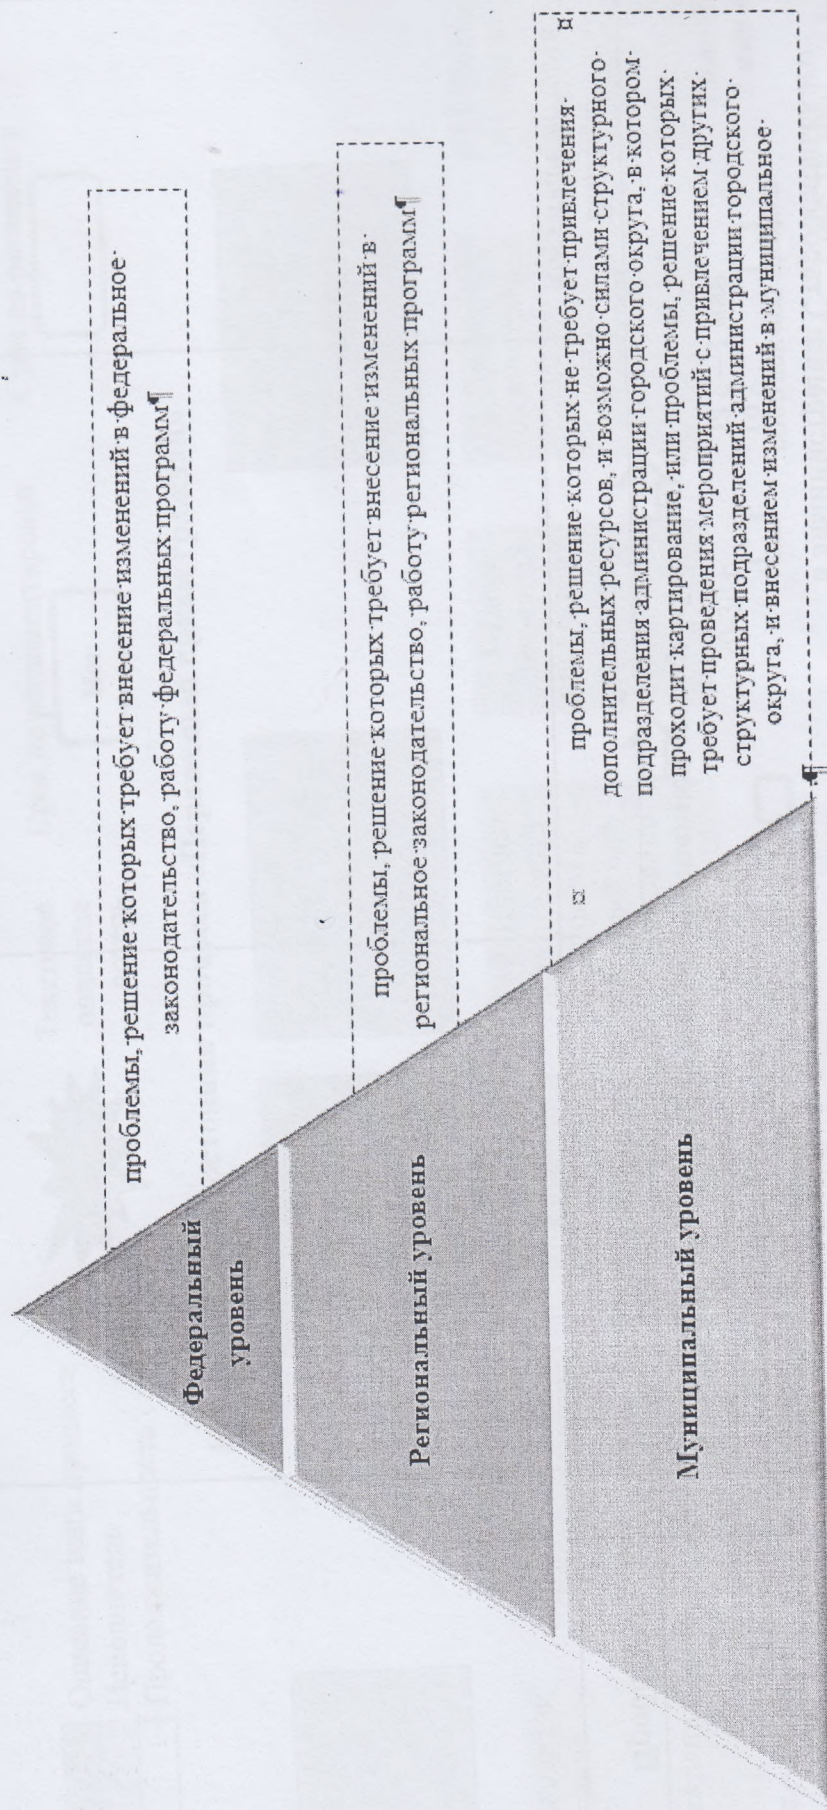 Федеральный
уровень
проблемы, решение которых требует внесение изменений в федеральное
законодательство, работу федеральных программ¶
Региональный уровень
проблемы, решение которых требует внесение изменений в
региональное законодательство, работу региональных программ¶
Муниципальный уровень
¤
¤
проблемы, решение которых не требует привлечения
дополнительных ресурсов, и возможно силами структурного
подразделения администрации городского округа, в котором
проходит картирование, или проблемы, решение которых
требует проведения мероприятий с привлечением других
структурных подразделений администрации городского
округа, и внесением изменений в муниципальное
¶